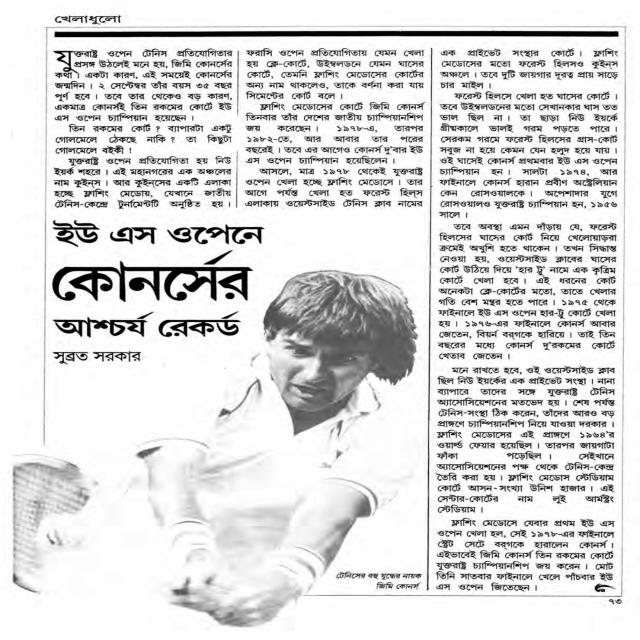 খেলাধুলো
যুক্তরাষ্ট্র ওপেন টেনিস প্রতিযোগিতার
প্রসঙ্গ উঠলেই মনে হয়, জিমি কোনর্সের
কথা । একটা কারণ, এই সময়েই কোনর্সের
জন্মদিন । ২ সেপ্টেম্বর তাঁর বয়স ৩৫ বছর
পূর্ণ হবে । তবে তার থেকেও বড় কারণ,
একমাত্র কোনর্সই তিন রকমের কোর্টে ইউ
এস ওপেন চ্যাম্পিয়ান হয়েছেন ।
তিন রকমের কোর্ট ? ব্যাপারটা একটু
গোলমেলে ঠেকছে নাকি ? তা কিছুটা
গোলমেলে বইকী !
যুক্তরাষ্ট্র ওপেন প্রতিযোগিতা হয় নিউ
ইয়র্ক শহরে । এই মহানগরের এক অঞ্চলের
নাম কুইন্‌স । আর কুইন্‌সের একটি এলাকা
হচ্ছে ফ্লাশিং মেডোয়, যেখানে জাতীয়
টেনিস-কেন্দ্রে টুর্নামেন্টটি অনুষ্ঠিত হয় ।
ফরাসি ওপেন প্রতিযোগিতায় যেমন খেলা
হয় ক্লে-কোর্টে, উইম্বলডনে যেমন ঘাসের
কোর্টে, তেমনি ফ্লাশিং মেডোসের কোর্টের
অন্য নাম থাকলেও, তাকে বর্ণনা করা যায়
সিমেন্টের কোর্ট বলে ।
ফ্লাশিং মেডোসের কোর্টে জিমি কোনর্স
তিনবার তাঁর দেশের জাতীয় চ্যাম্পিয়ানশিপ
জয় করেছেন । ১৯৭৮-এ, তারপর
১৯৮২-তে, আর আবার তার পরের
বছরেই । তবে এর আগেও কোনর্স দু'বার ইউ
এস ওপেন চ্যাম্পিয়ান হয়েছিলেন ।
আসলে, মাত্র ১৯৭৮ থেকেই যুক্তরাষ্ট্র
ওপেন খেলা হচ্ছে ফ্লাশিং মেডোসে । তার
আগে পর্যন্ত খেলা হত ফরেস্ট হিল্‌স
এলাকায় ওয়েস্টসাইড টেনিস ক্লাব নামের
ইউ এস ওপেনে
কোনর্সের
আশ্চর্য রেকর্ড
সুব্রত সরকার
টেনিসের বহু যুদ্ধের নায়ক
জিমি কোনর্স
এক প্রাইভেট সংস্থার কোর্টে । ফ্লাশিং
মেডোসের মতো ফরেস্ট হিলসও কুইন্‌স
অঞ্চলে । তবে দুটি জায়গার দূরত্ব প্রায় সাড়ে
চার মাইল ।
ফরেস্ট হিলসে খেলা হত ঘাসের কোর্টে ।
তবে উইম্বলডনের মতো সেখানকার ঘাস তত
ভাল ছিল না । তা ছাড়া নিউ ইয়র্কে
গ্রীষ্মকালে ভালই গরম পড়তে পারে ।
সেরকম গরমে ফরেস্ট হিলসের গ্রাস-কোর্ট
সবুজ না হয়ে কেমন যেন হলুদ হয়ে যায় ।
ওই ঘাসেই কোনর্স প্রথমবার ইউ এস ওপেন
চ্যাম্পিয়ান হন । সালটা ১৯৭৪, আর
ফাইনালে কোনর্স হারান প্রবীণ অস্ট্রেলিয়ান
কেন রোসওয়ালকে । অপেশাদার যুগে
রোসওয়ালও যুক্তরাষ্ট্র চ্যাম্পিয়ান হন, ১৯৫৬
সালে ।
তবে অবস্থা এমন দাঁড়ায় যে, ফরেস্ট
হিলসের ঘাসের কোর্ট নিয়ে খেলোয়াড়রা
ক্রমেই অখুশি হতে থাকেন । তখন সিদ্ধান্ত
নেওয়া হয়, ওয়েস্টসাইড ক্লাবের ঘাসের
কোর্ট উঠিয়ে দিয়ে 'হার ট্রু' নামে এক কৃত্রিম
কোর্টে খেলা হবে । এই ধরনের কোর্ট
অনেকটা ক্লে-কোর্টের মতো, তাতে খেলার
গতি বেশ মন্থর হতে পারে । ১৯৭৫ থেকে
ফাইনালে ইউ এস ওপেন হার-ট্রু কোর্টে খেলা
হয় । ১৯৭৬-এর ফাইনালে কোনর্স আবার
জেতেন, বিয়র্ন বর্‌গকে হারিয়ে । তাই তিন
বছরের মধ্যে কোনর্স দু'রকমের কোর্টে
খেতাব জেতেন ।
মনে রাখতে হবে, ওই ওয়েস্টসাইড ক্লাব
ছিল নিউ ইয়র্কের এক প্রাইভেট সংস্থা । নানা
ব্যাপারে তাদের সঙ্গে যুক্তরাষ্ট্র টেনিস
অ্যাসোসিয়েশনের মতভেদ হয় । শেষ পর্যন্ত
টেনিস-সংস্থা ঠিক করেন, তাঁদের আরও বড়
প্রাঙ্গণে চ্যাম্পিয়ানশিপ নিয়ে যাওয়া দরকার ।
ফ্লাশিং মেডোসের এই প্রাঙ্গণে ১৯৬৪'র
ওয়ার্ল্ড ফেয়ার হয়েছিল । তারপর জায়গাটা
ফাঁকা পড়েছিল । সেইখানে
অ্যাসোসিয়েশনের পক্ষ থেকে টেনিস-কেন্দ্র
তৈরি করা হয় । ফ্লাশিং মেডোস স্টেডিয়াম
কোর্টে আসন-সংখ্যা উনিশ হাজার । এই
সেন্টার-কোর্টের নাম লুই আর্মস্ট্রং
স্টেডিয়াম ।
ফ্লাশিং মেডোসে যেবার প্রথম ইউ এস
ওপেন খেলা হল, সেই ১৯৭৮-এর ফাইনালে
স্ট্রেট সেটে বর্‌গকে হারালেন কোনর্স ।
এইভাবেই জিমি কোনর্স তিন রকমের কোর্টে
যুক্তরাষ্ট্র চ্যাম্পিয়ানশিপ জয় করেন । মোট
তিনি সাতবার ফাইনালে খেলে পাঁচবার ইউ
এস ওপেন জিতেছেন ।
৭৩